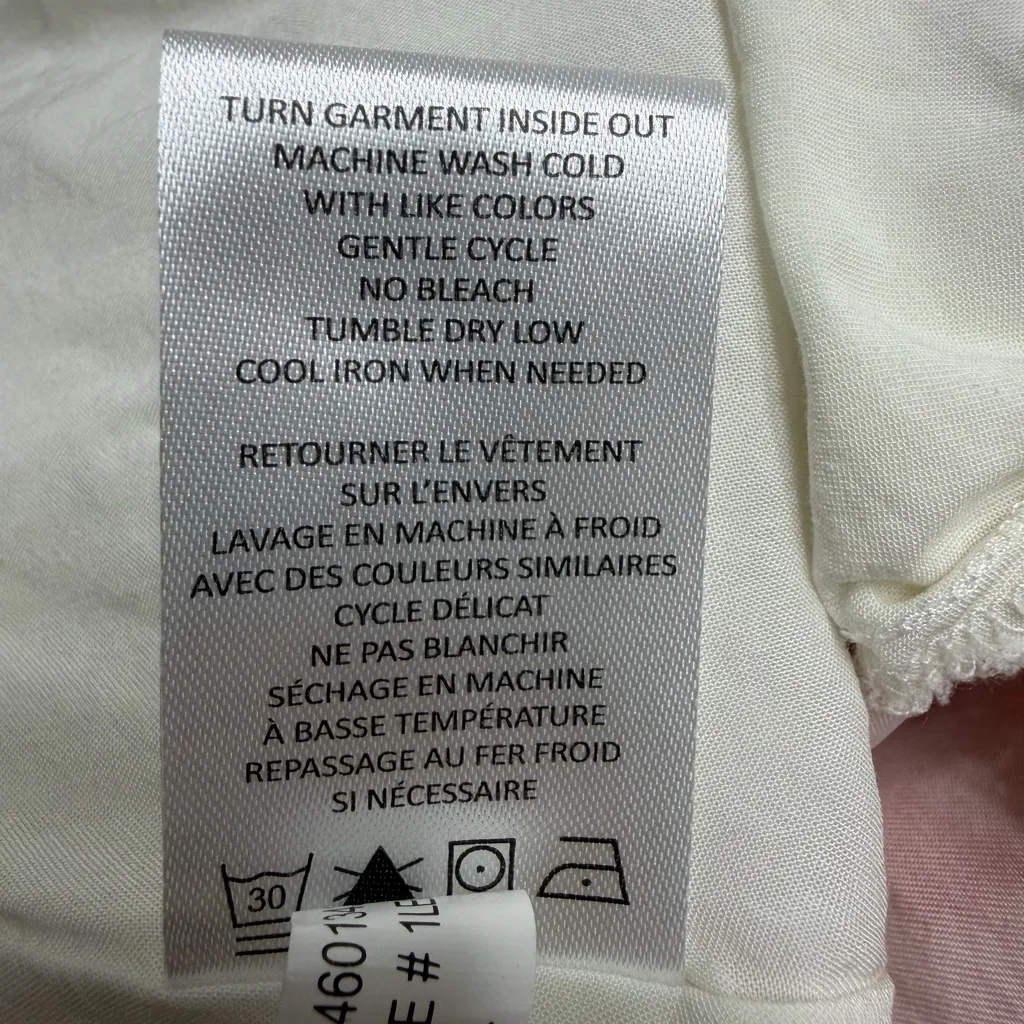 TURN GARMENT INSIDE OUT
MACHINE WASH COLD
WITH LIKE COLORS
GENTLE CYCLE
NO BLEACH
TUMBLE DRY LOW
COOL IRON WHEN NEEDED
RETOURNER LE VÊTEMENT
SUR L'ENVERS
LAVAGE EN MACHINE À FROID
AVEC DES COULEURS SIMILAIRES
CYCLE DÉLICAT
NE PAS BLANCHIR
SÉCHAGE EN MACHINE
À BASSE TEMPÉRATURE
REPASSAGE AU FER FROID
SI NÉCESSAIRE
30